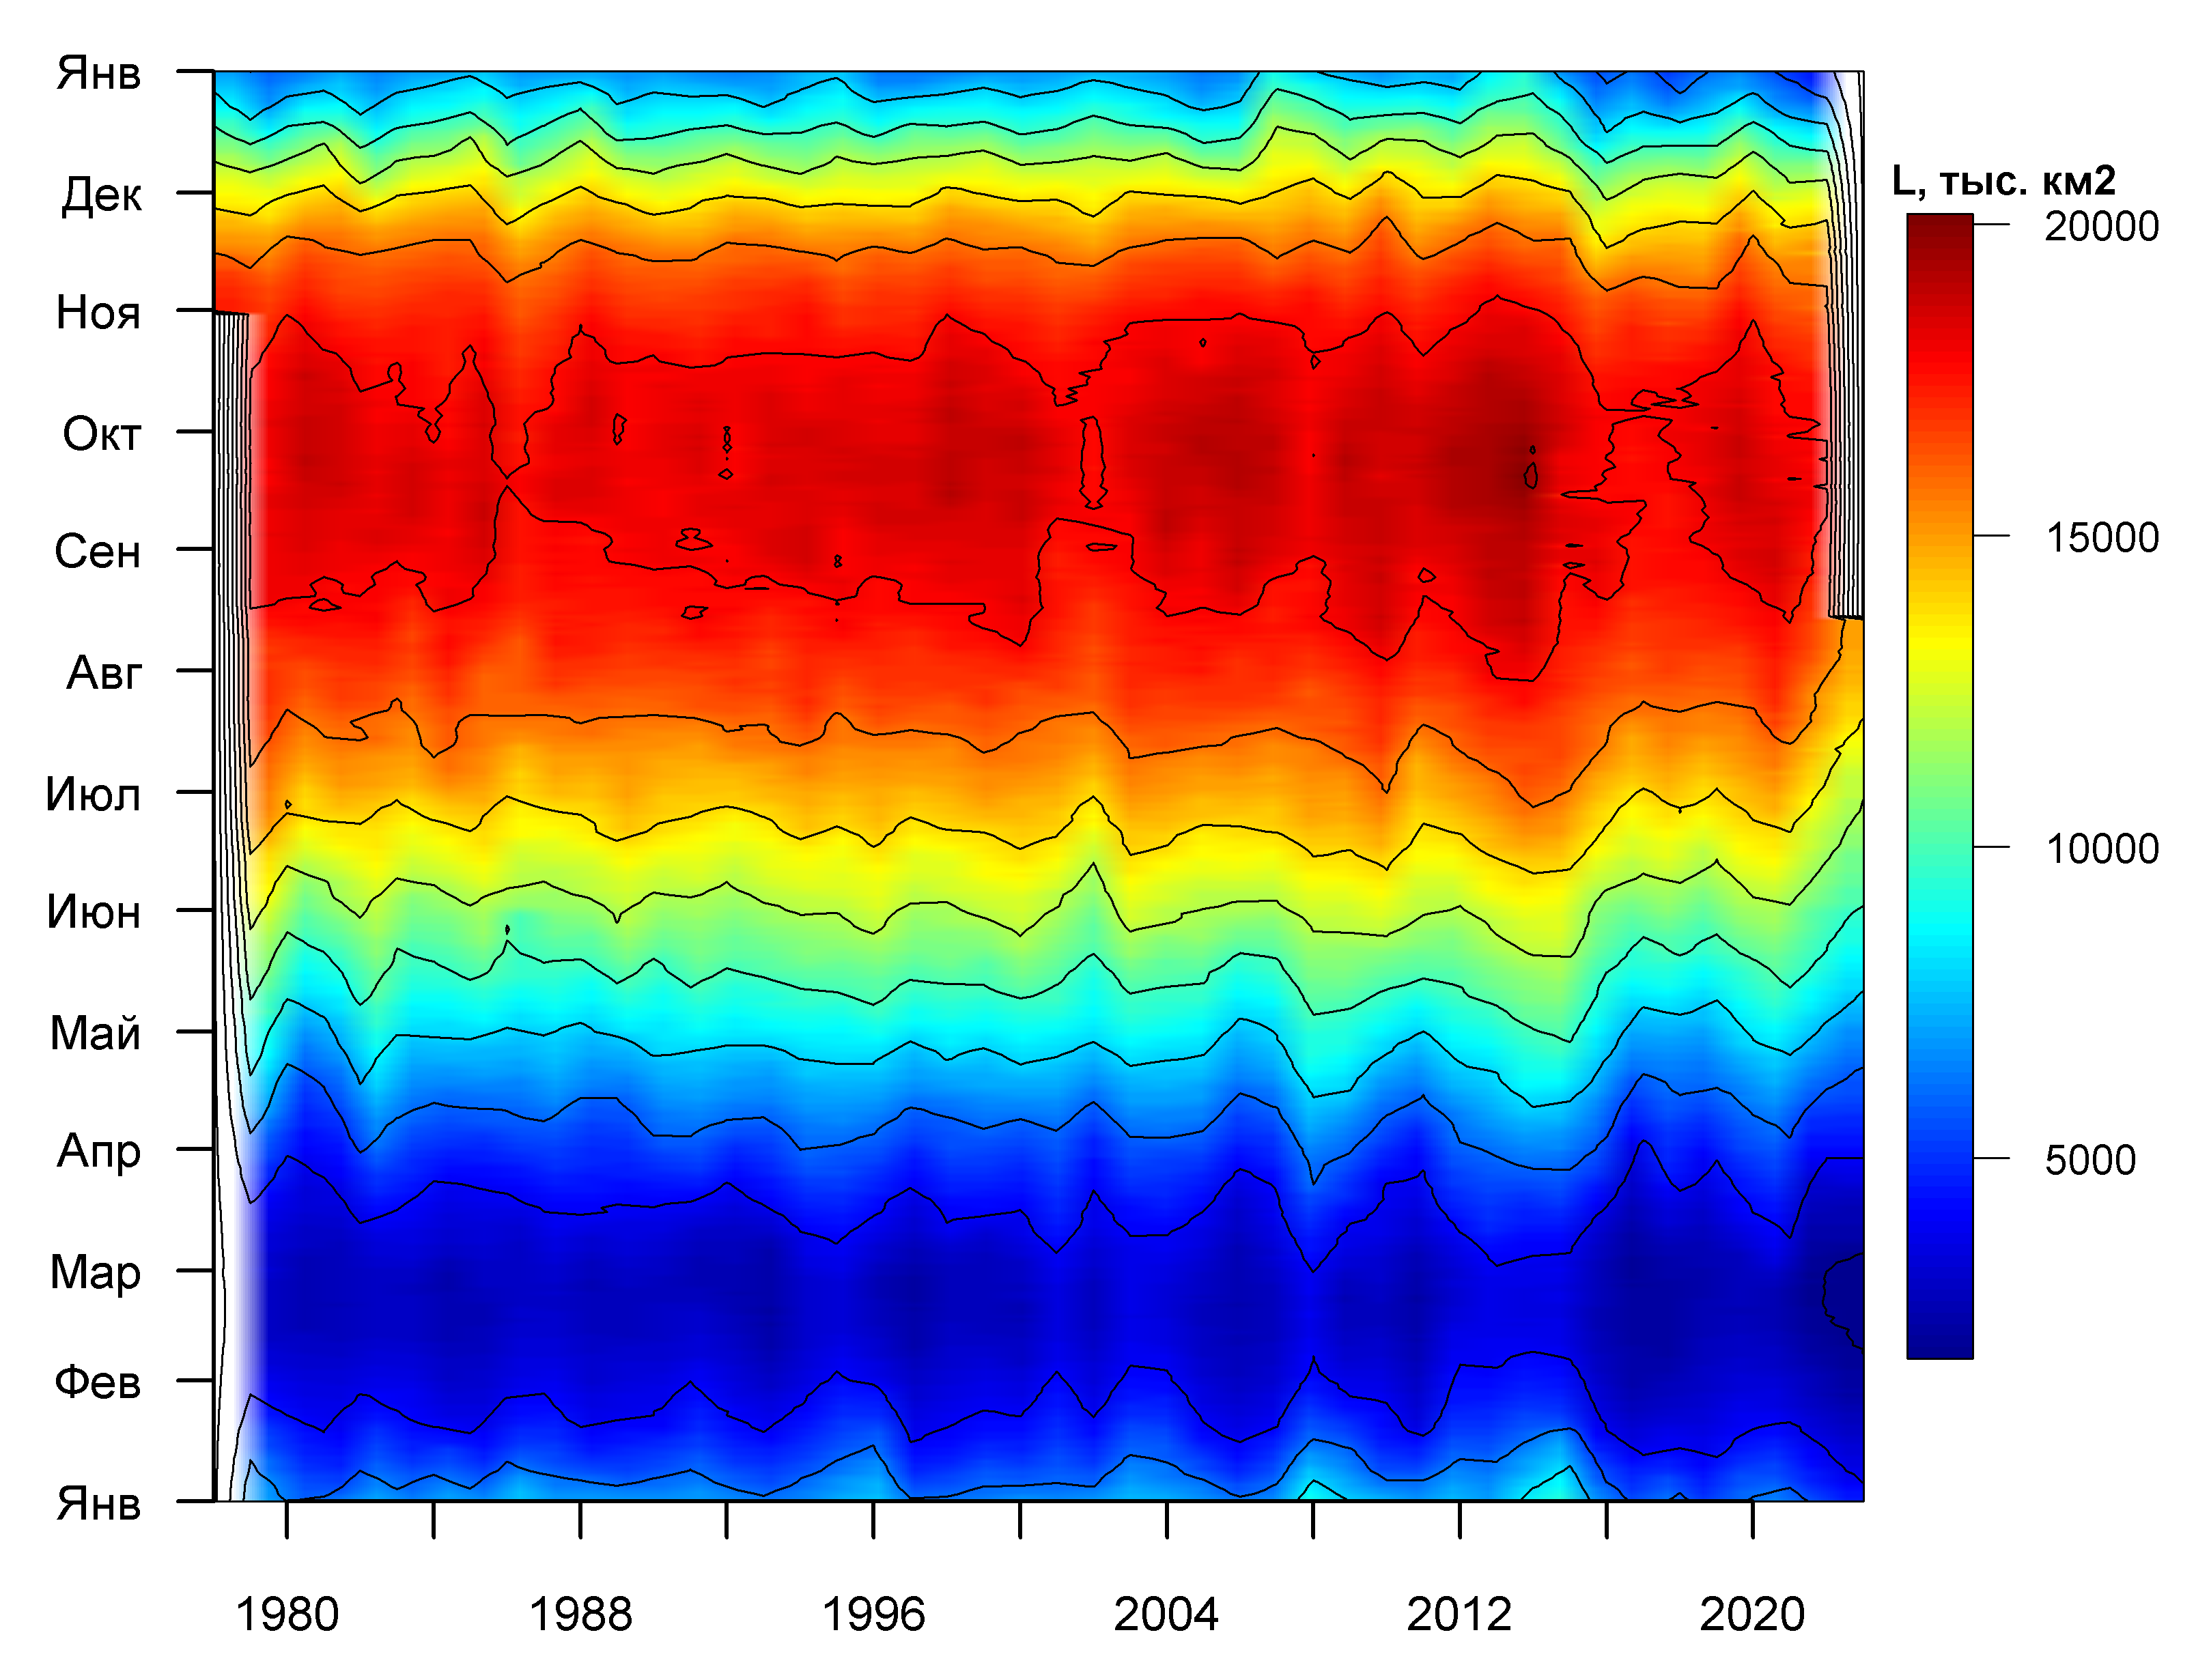 Янв
Дек
Ноя
Окт
Сен
Авг
Июл
Июн
Май
Апр
Мар
Фев
Янв
1980 1988 1996 2004 2012 2020
L, тыс. км2
20000
15000
10000
5000